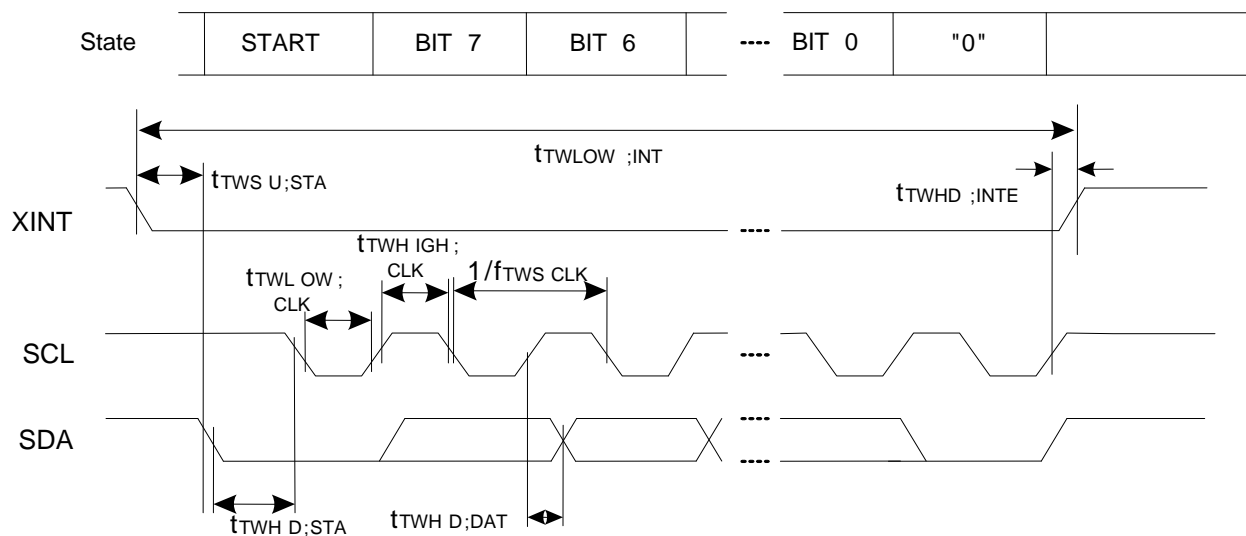 State START BIT 7 BIT 6 BIT 0 "0"
tTWLOW ;INT
tTWS U;STA
tTWHD ;INTE
XINT
tTWH IGH ;
CLK
tTWL OW ;
CLK
1/fTWS CLK
SCL
SDA
tTWH D;STA
tTWH D;DAT